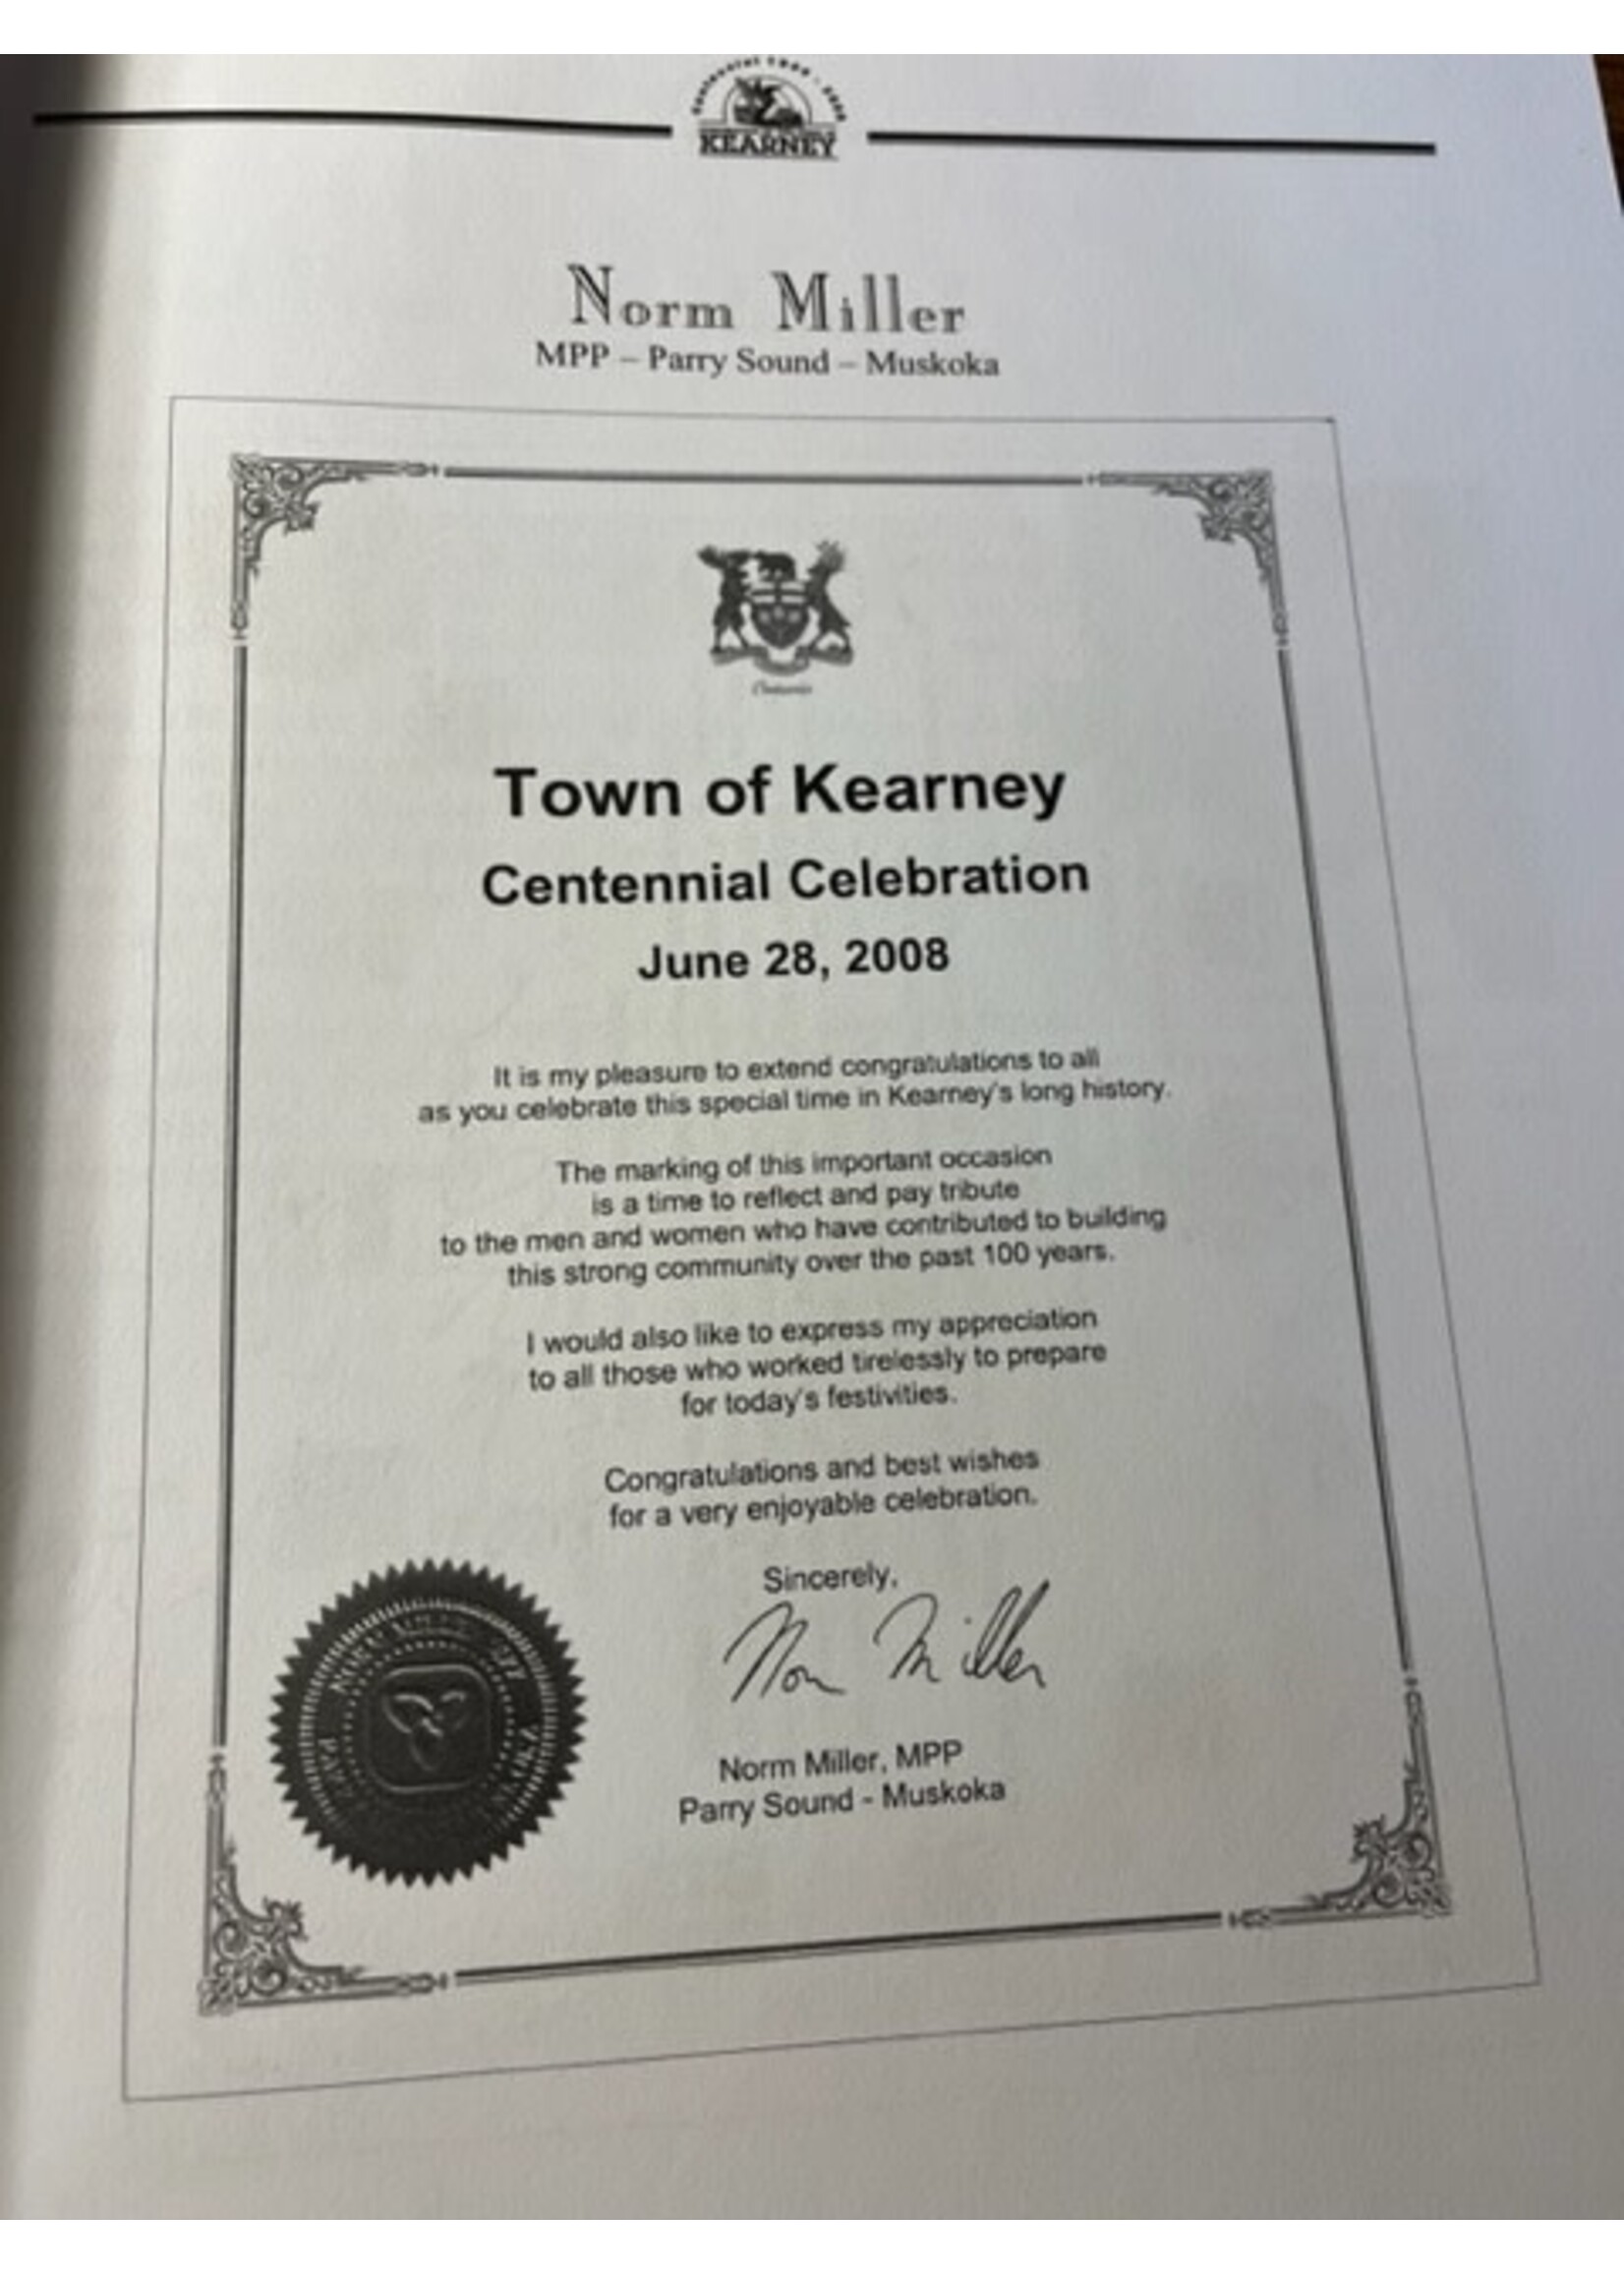 Centennial 1908 - 2008
KEARNEY
Norm Miller
MPP – Parry Sound – Muskoka
Ontario
Town of Kearney
Centennial Celebration
June 28, 2008
It is my pleasure to extend congratulations to all
as you celebrate this special time in Kearney's long history.
The marking of this important occasion
is a time to reflect and pay tribute
to the men and women who have contributed to building
this strong community over the past 100 years.
I would also like to express my appreciation
to all those who worked tirelessly to prepare
for today's festivities.
Congratulations and best wishes
for a very enjoyable celebration.
Sincerely,
Norm Miller
Norm Miller, MPP
Parry Sound - Muskoka